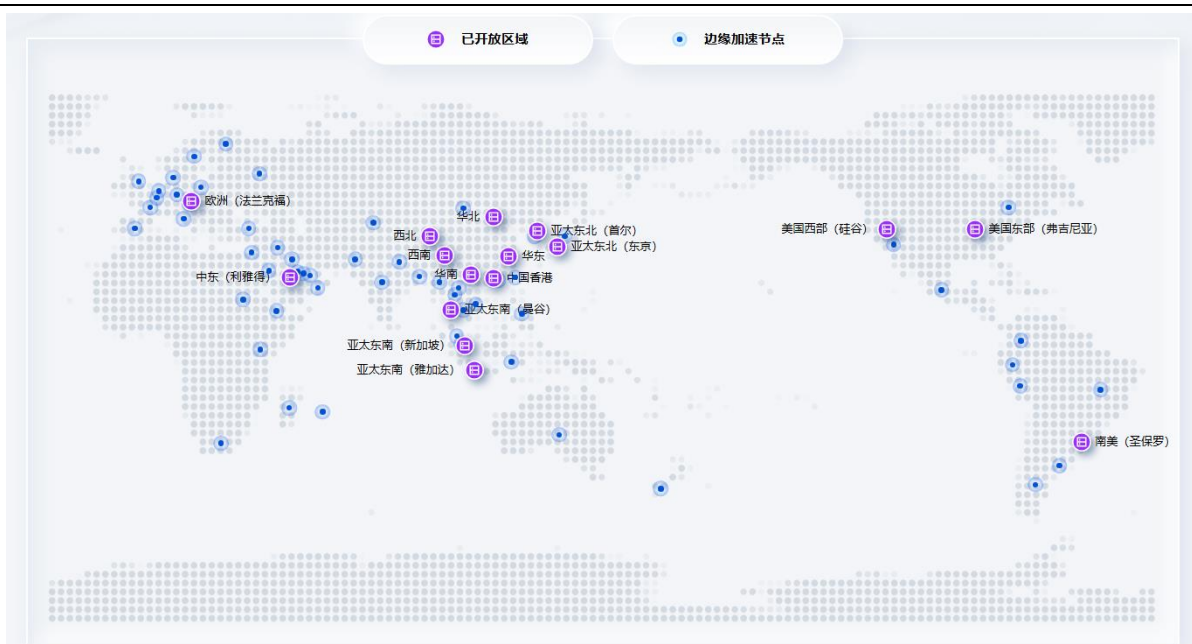 已开放区域
边缘加速节点
欧洲（法兰克福）
华北
亚太东北（首尔）
美国西部（硅谷）
美国东部（弗吉尼亚）
西北
亚太东北（东京）
西南
华东
中东（利雅得）
华南
中国香港
亚太东南（曼谷）
亚太东南（新加坡）
亚太东南（雅加达）
南美（圣保罗）